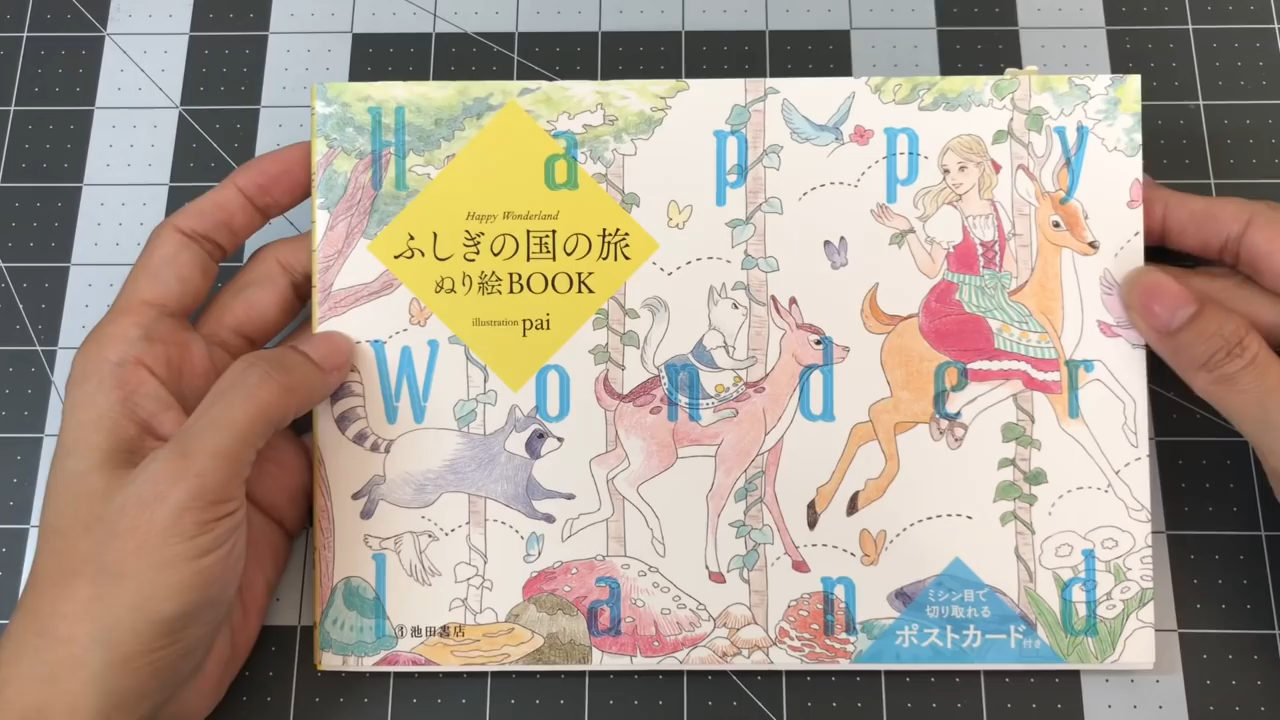 Happy
Happy Wonderland
ふしぎの国の旅
ぬり絵BOOK
illustration pai
Wonder
land
ミシン目で
切り取れる
ポストカード付き
池田書店